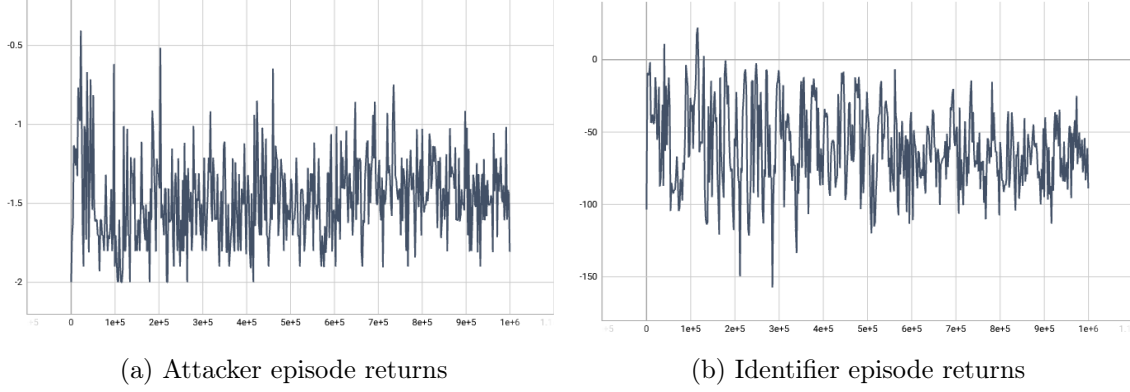 -0.5
-1
-1.5
-2
0 1e+5 2e+5 3e+5 4e+5 5e+5 6e+5 7e+5 8e+5 9e+5 1e+6
(a) Attacker episode returns
0
-50
-100
-150
0 1e+5 2e+5 3e+5 4e+5 5e+5 6e+5 7e+5 8e+5 9e+5 1e+6
(b) Identifier episode returns